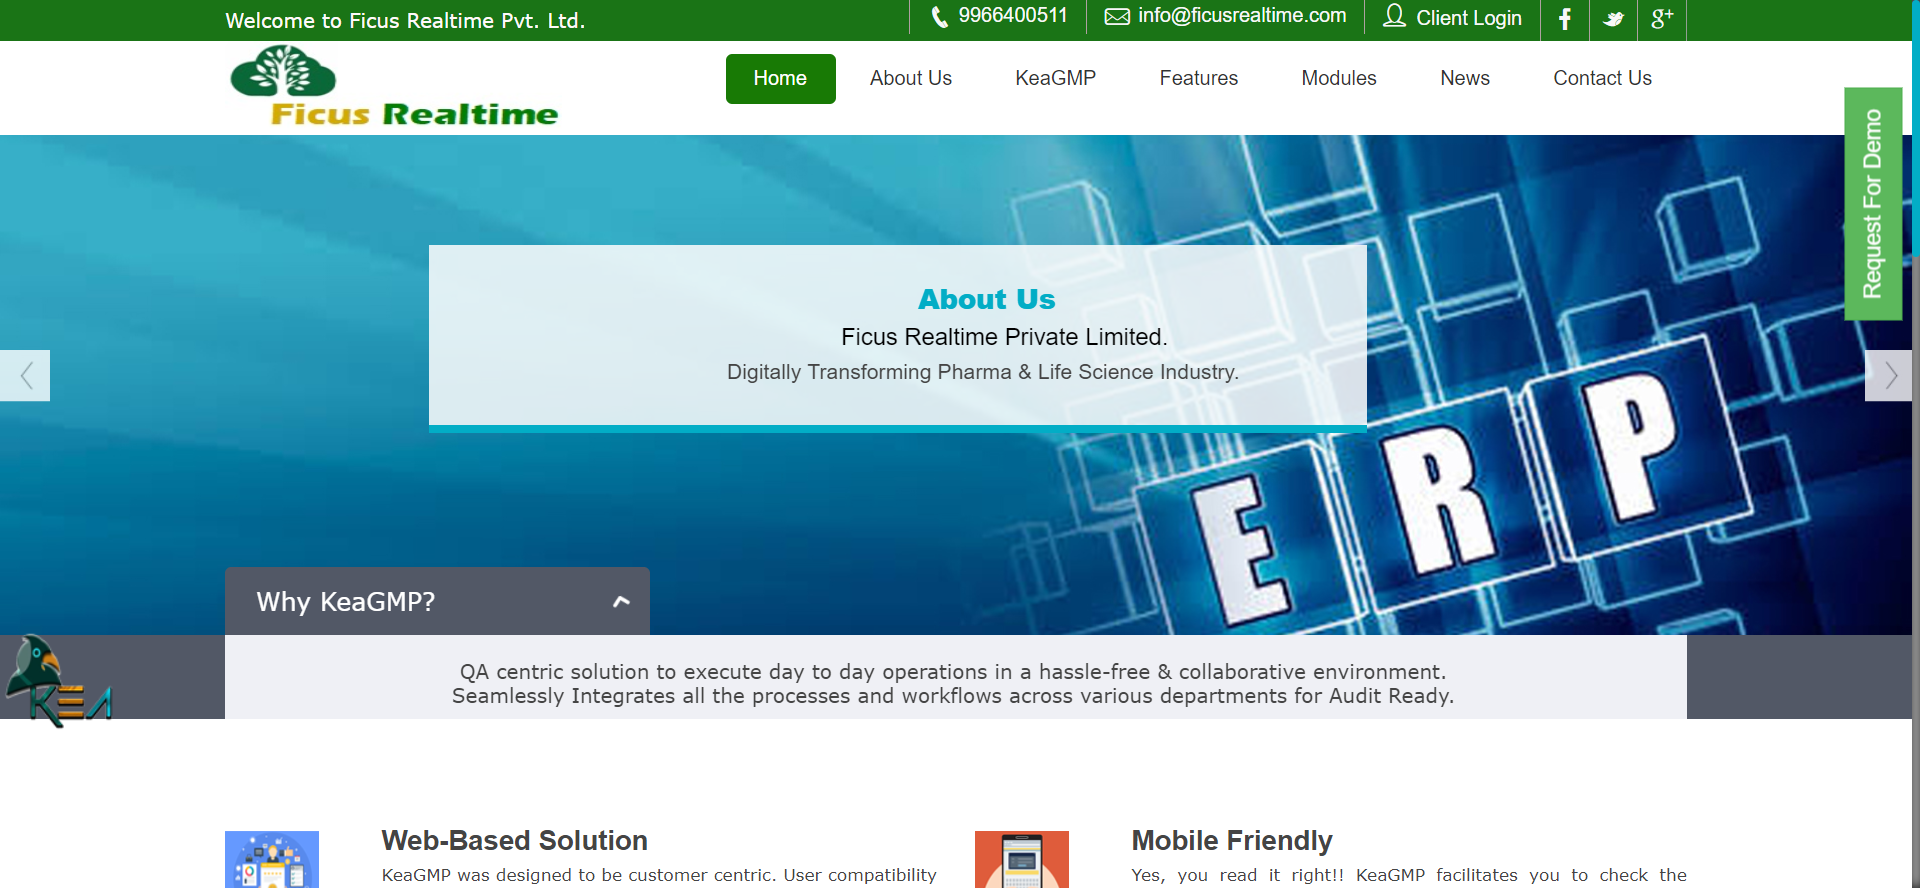 Welcome to Ficus Realtime Pvt. Ltd.
9966400511
info@ficusrealtime.com
Client Login
g+
Ficus Realtime
Home
About Us
KeaGMP
Features
Modules
News
Contact Us
Request For Demo
About Us
Ficus Realtime Private Limited.
Digitally Transforming Pharma & Life Science Industry.
ERP
Why KeaGMP?
KEA
QA centric solution to execute day to day operations in a hassle-free & collaborative environment.
Seamlessly Integrates all the processes and workflows across various departments for Audit Ready.
Web-Based Solution
KeaGMP was designed to be customer centric. User compatibility
Mobile Friendly
Yes, you read it right!! KeaGMP facilitates you to check the